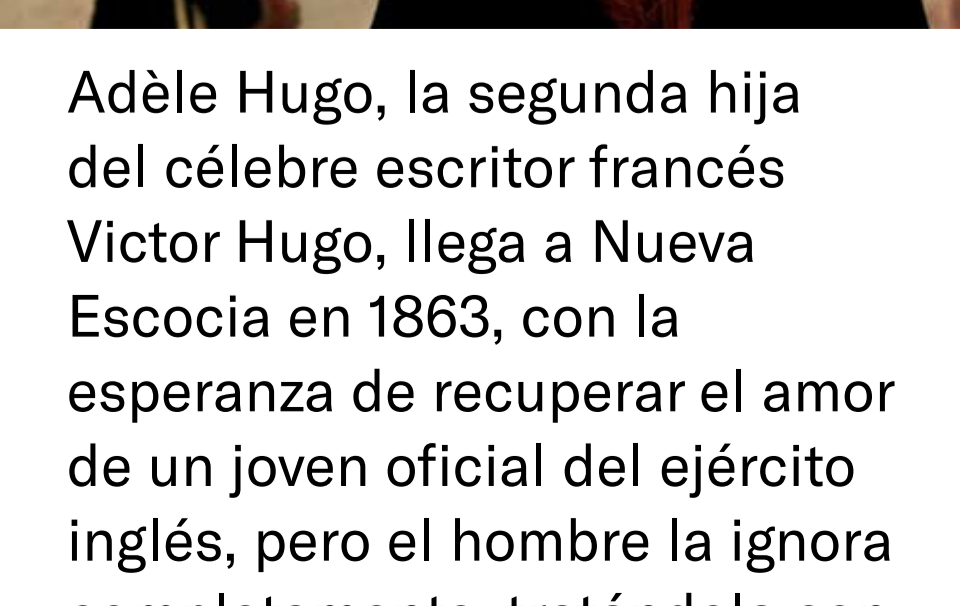 Adèle Hugo, la segunda hija
del célebre escritor francés
Victor Hugo, llega a Nueva
Escocia en 1863, con la
esperanza de recuperar el amor
de un joven oficial del ejército
inglés, pero el hombre la ignora